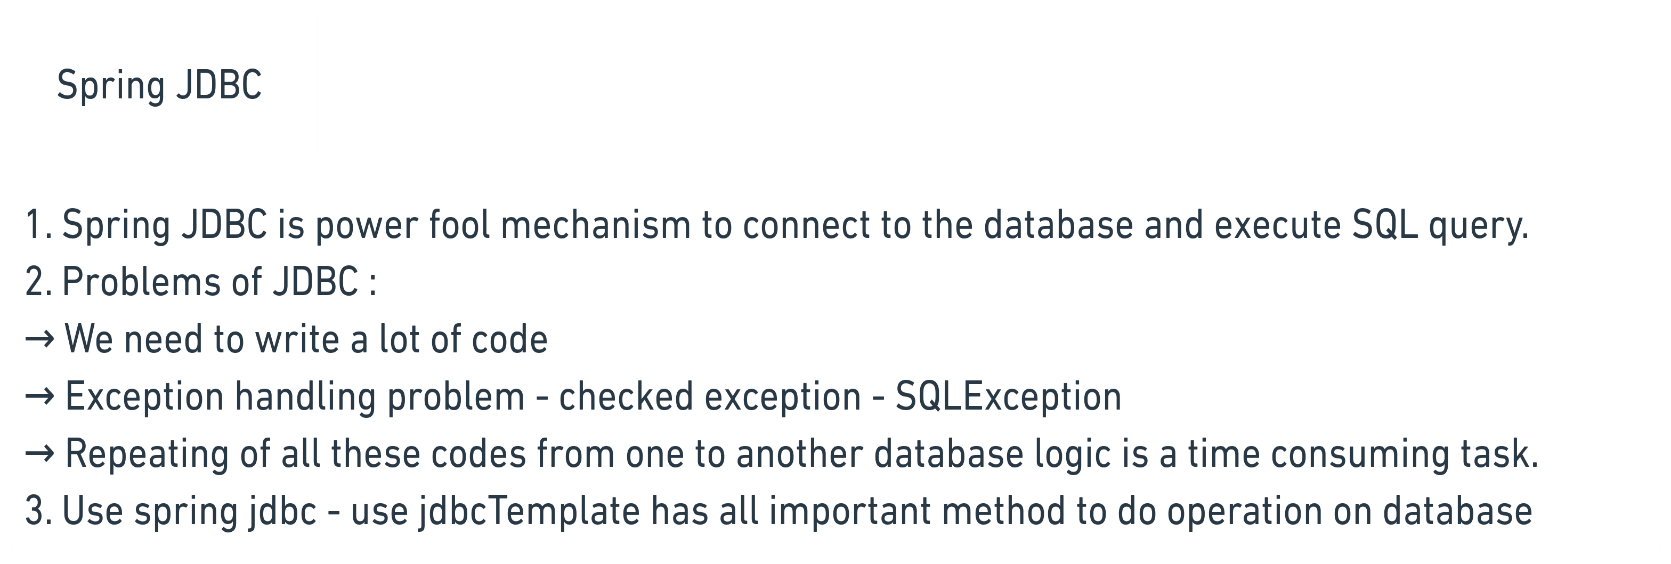 Spring JDBC
1. Spring JDBC is power fool mechanism to connect to the database and execute SQL query.
2. Problems of JDBC :
→ We need to write a lot of code
→ Exception handling problem - checked exception - SQLException
→ Repeating of all these codes from one to another database logic is a time consuming task.
3. Use spring jdbc - use jdbcTemplate has all important method to do operation on database